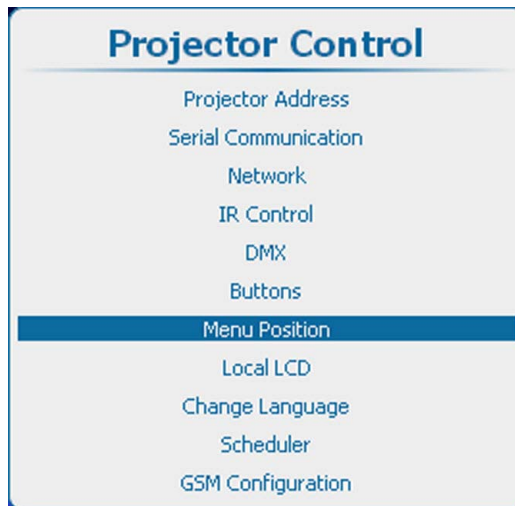 Projector Control
Projector Address
Serial Communication
Network
IR Control
DMX
Buttons
Menu Position
Local LCD
Change Language
Scheduler
GSM Configuration